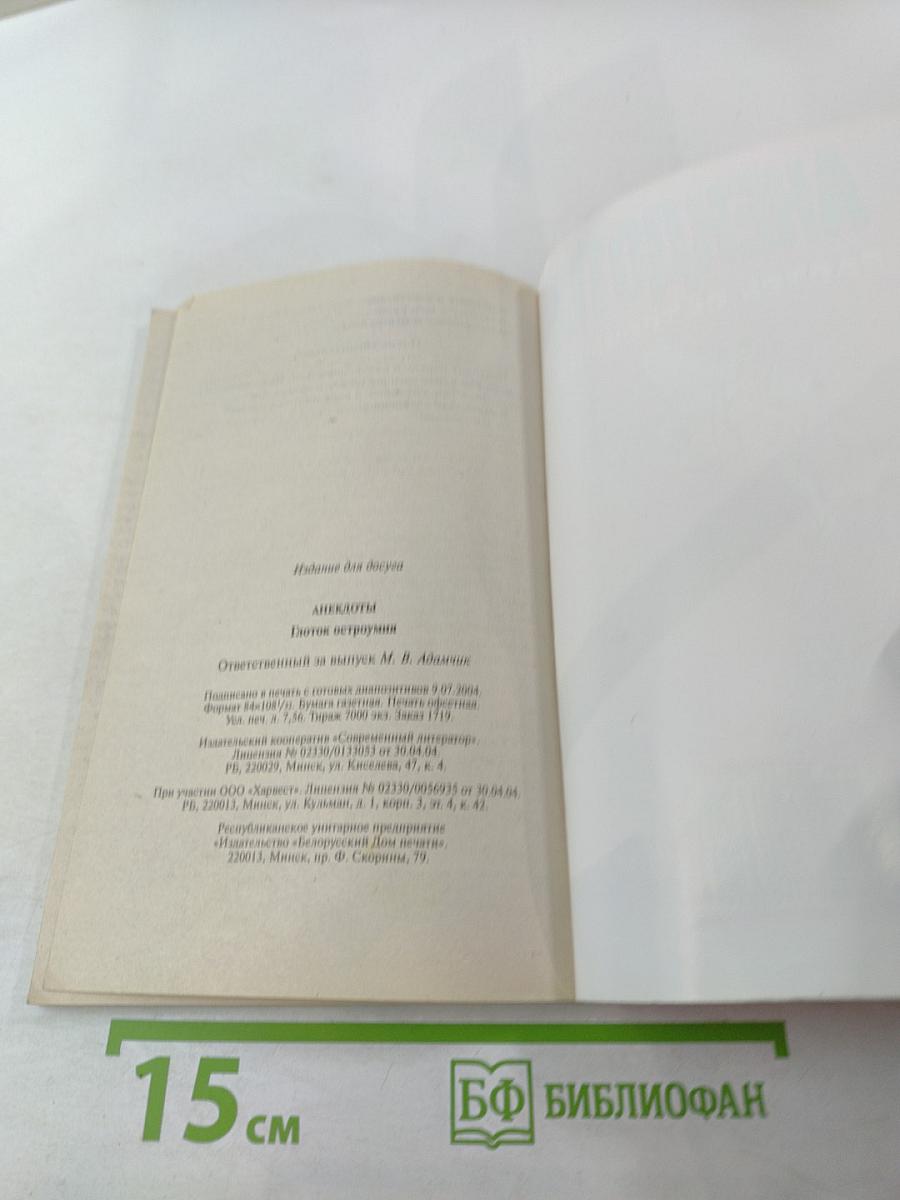 Издание для досуга
АНЕКДОТЫ
Глоток остроумия
Ответственный за выпуск М. В. Адамчик
Подписано в печать с готовых диапозитивов 9.07.2004.
Формат 84×108¹/₃₂. Бумага газетная. Печать офсетная.
Усл. печ. л. 7,56. Тираж 7000 экз. Заказ 1719.
Издательский кооператив «Современный литератор».
Лицензия № 02330/0133053 от 30.04.04.
РБ, 220029, Минск, ул. Киселева, 47, к. 4.
При участии ООО «Харвест». Лицензия № 02330/0056935 от 30.04.04.
РБ, 220013, Минск, ул. Кульман, д. 1, корп. 3, эт. 4, к. 42.
Республиканское унитарное предприятие
«Издательство «Белорусский Дом печати».
220013, Минск, пр. Ф. Скорины, 79.
15 см
БФ БИБЛИОФАН